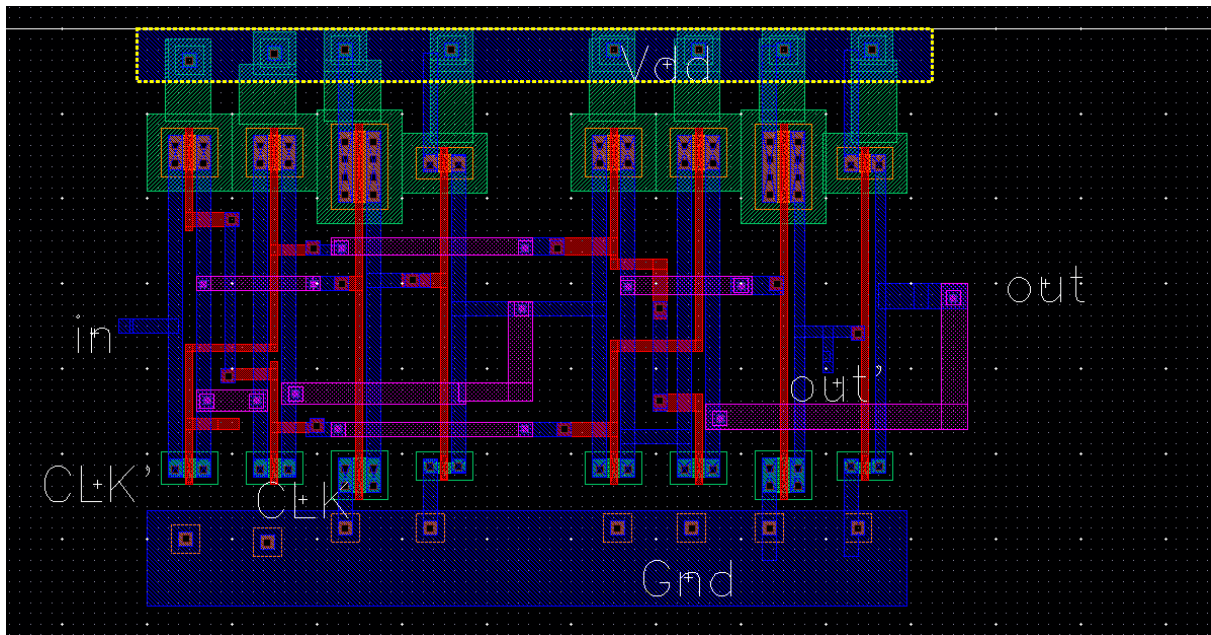 Vdd
out
in
out'
CLK'
CLK
Gnd